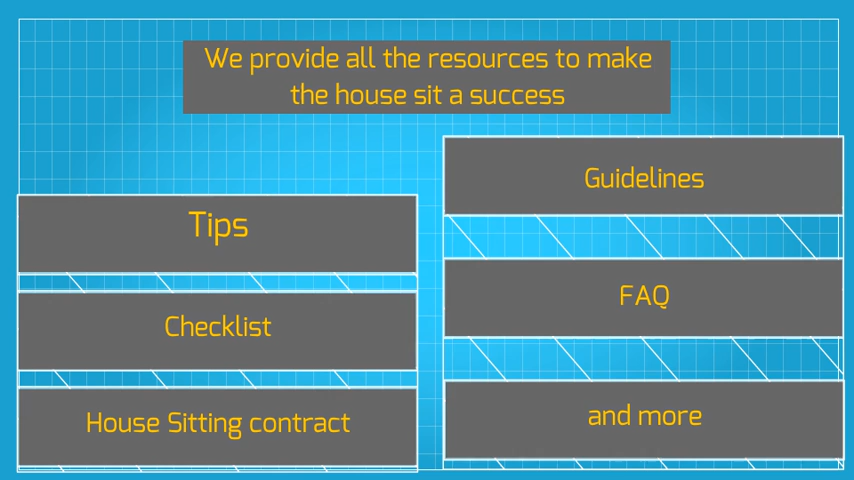 We provide all the resources to make
the house sit a success
Tips
Checklist
House Sitting contract
Guidelines
FAQ
and more